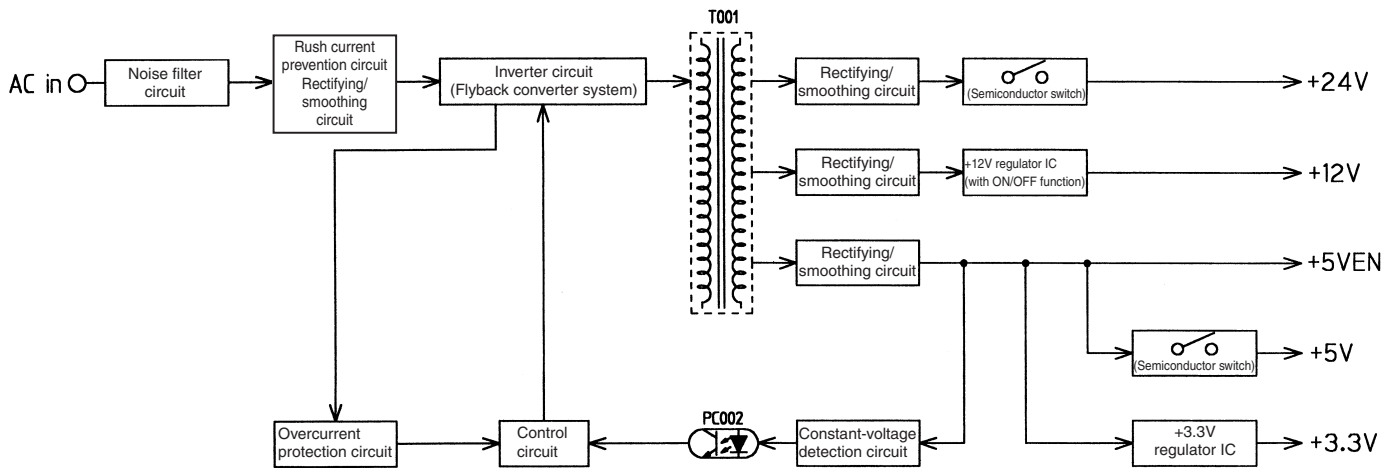 T001
AC in
Noise filter
circuit
Rush current
prevention circuit
Rectifying/
smoothing
circuit
Inverter circuit
(Flyback converter system)
Rectifying/
smoothing circuit
(Semiconductor switch)
+24V
Rectifying/
smoothing circuit
+12V regulator IC
(with ON/OFF function)
+12V
Rectifying/
smoothing circuit
+5VEN
(Semiconductor switch)
+5V
Overcurrent
protection circuit
Control
circuit
PC002
Constant-voltage
detection circuit
+3.3V
regulator IC
+3.3V